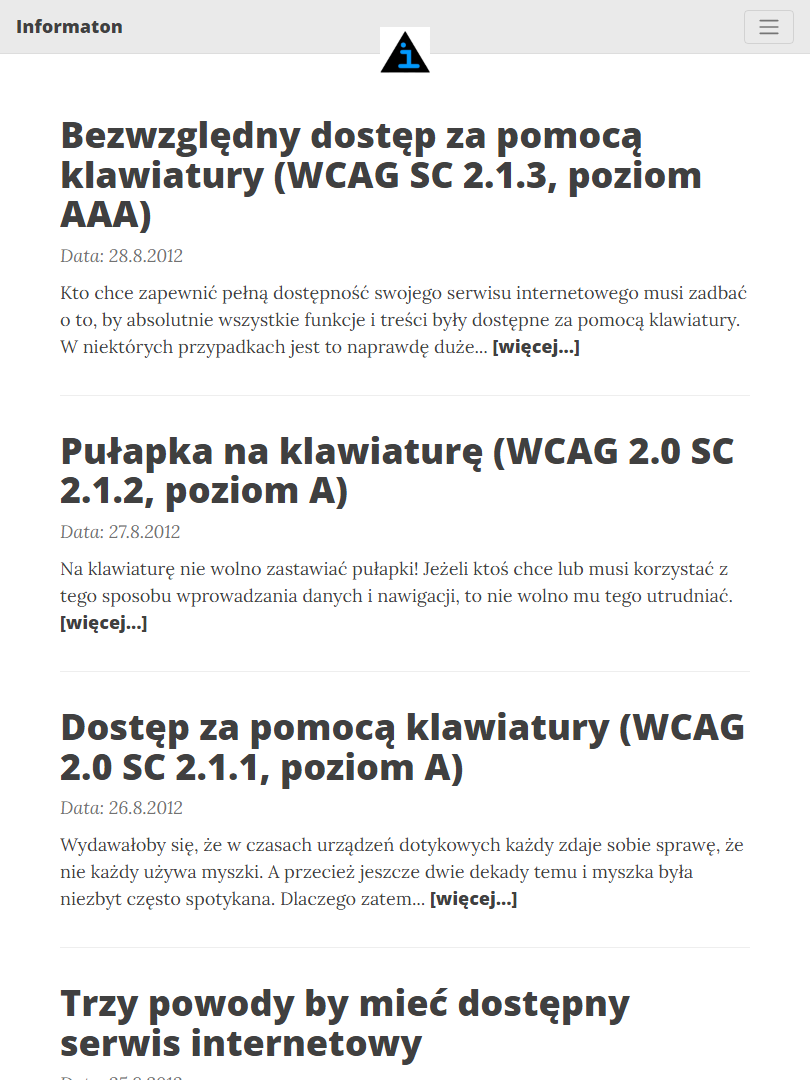 Informaton
i
Bezwzględny dostęp za pomocą
klawiatury (WCAG SC 2.1.3, poziom
AAA)
Data: 28.8.2012
Kto chce zapewnić pełną dostępność swojego serwisu internetowego musi zadbać
o to, by absolutnie wszystkie funkcje i treści były dostępne za pomocą klawiatury.
W niektórych przypadkach jest to naprawdę duże... [więcej...]
Pułapka na klawiaturę (WCAG 2.0 SC
2.1.2, poziom A)
Data: 27.8.2012
Na klawiaturę nie wolno zastawiać pułapki! Jeżeli ktoś chce lub musi korzystać z
tego sposobu wprowadzania danych i nawigacji, to nie wolno mu tego utrudniać.
[więcej...]
Dostęp za pomocą klawiatury (WCAG
2.0 SC 2.1.1, poziom A)
Data: 26.8.2012
Wydawałoby się, że w czasach urządzeń dotykowych każdy zdaje sobie sprawę, że
nie każdy używa myszki. A przecież jeszcze dwie dekady temu i myszka była
niezbyt często spotykana. Dlaczego zatem... [więcej...]
Trzy powody by mieć dostępny
serwis internetowy